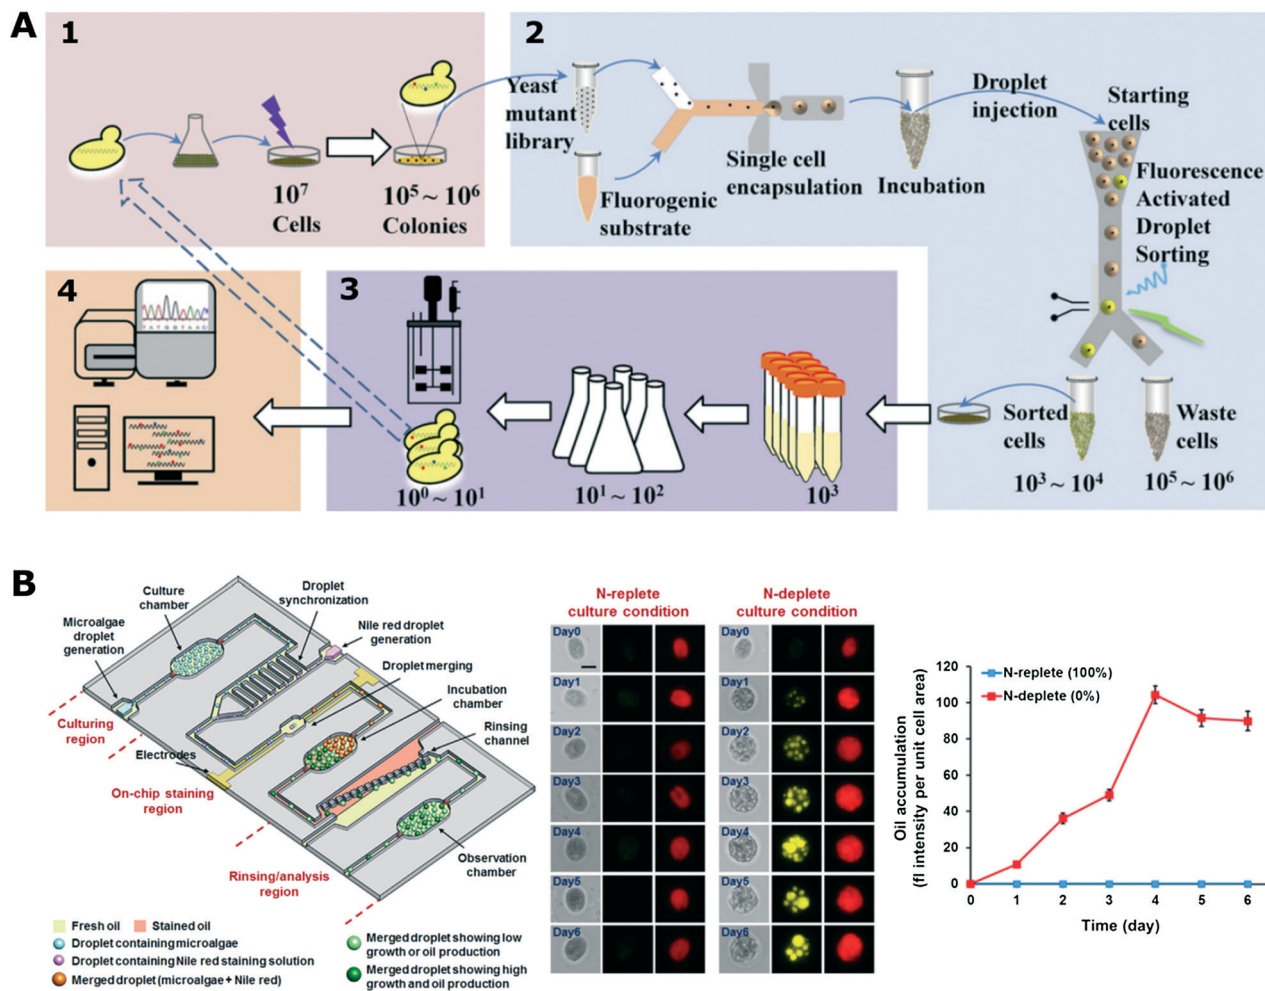 A
1
10⁷
Cells
10⁵ ~ 10⁶
Colonies
2
Yeast
mutant
library
Fluorogenic
substrate
Single cell
encapsulation
Incubation
Droplet
injection
Starting
cells
Fluorescence
Activated
Droplet
Sorting
Sorted
cells
Waste
cells
10³ ~ 10⁴
10⁵ ~ 10⁶
3
10⁰ ~ 10¹
10¹ ~ 10²
10³
4
B
Microalgae
droplet
generation
Culture
chamber
Droplet
synchronization
Nile red droplet
generation
Droplet merging
Incubation
chamber
Rinsing
channel
Culturing
region
Electrodes
On-chip staining
region
Rinsing/analysis
region
Observation
chamber
Fresh oil
Stained oil
Droplet containing microalgae
Droplet containing Nile red staining solution
Merged droplet (microalgae + Nile red)
Merged droplet showing low
growth or oil production
Merged droplet showing high
growth and oil production
N-replete
culture condition
Day0
Day1
Day2
Day3
Day4
Day5
Day6
N-deplete
culture condition
Day0
Day1
Day2
Day3
Day4
Day5
Day6
Oil accumulation
(fl intensity per unit cell area)
120
100
80
60
40
20
0
N-replete (100%)
N-deplete (0%)
0 1 2 3 4 5 6
Time (day)